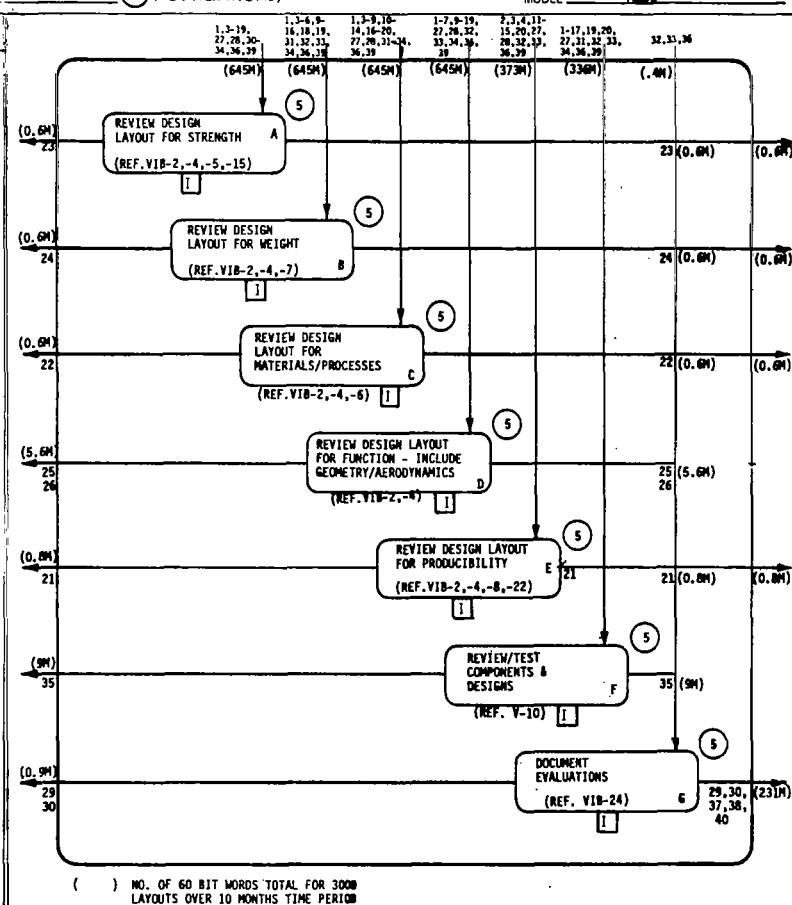 MODEL
1,3-19, 27,28,30- 34,36,39
1,3-6,9- 16,18,19, 31,32,33, 34,36,39
1,3-9,10- 14,16-20, 27,28,31-34, 36,39
1-7,9-19, 27,28,32, 33,34,36, 39
2,3,4,11- 15,20,27, 28,32,33, 36,39
1-17,19,20, 27,31,32,33, 34,36,39
32,33,36
(645M) (645M) (645M) (645M) (373M) (336M) (.4M)
5
REVIEW DESIGN
LAYOUT FOR STRENGTH A
(REF.VIB-2,-4,-5,-15)
I
(0.6M)
23
23 (0.6M) (0.6M)
5
REVIEW DESIGN
LAYOUT FOR WEIGHT
(REF.VIB-2,-4,-7) B
I
(0.6M)
24
24 (0.6M) (0.6M)
5
REVIEW DESIGN
LAYOUT FOR
MATERIALS/PROCESSES C
(REF.VIB-2,-4,-6) I
(0.6M)
22
22 (0.6M) (0.6M)
5
REVIEW DESIGN LAYOUT
FOR FUNCTION - INCLUDE
GEOMETRY/AERODYNAMICS
D
(REF.VIB-2,-4) I
(5.6M)
25
26
25 (5.6M)
26
5
REVIEW DESIGN LAYOUT
FOR PRODUCIBILITY E
(REF.VIB-2,-4,-8,-22)
I
21
(0.8M)
21
21 (0.8M) (0.8M)
5
REVIEW/TEST
COMPONENTS &
DESIGNS F
(REF. V-10) I
(9M)
35
35 (9M)
5
DOCUMENT
EVALUATIONS
(REF. VIB-24) G
I
(0.9M)
29
30
29,30, (231M)
37,38,
40
( ) NO. OF 60 BIT WORDS TOTAL FOR 3000
LAYOUTS OVER 10 MONTHS TIME PERIOD